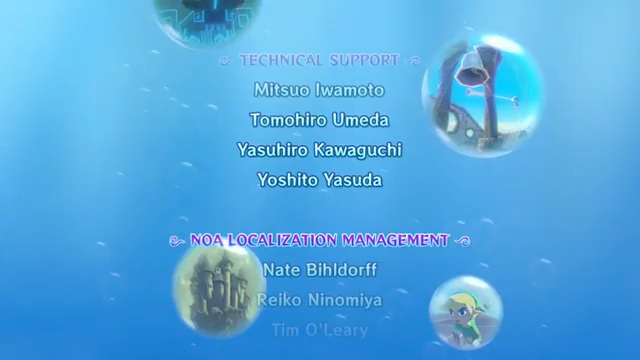 TECHNICAL SUPPORT
Mitsuo Iwamoto
Tomohiro Umeda
Yasuhiro Kawaguchi
Yoshito Yasuda
NOA LOCALIZATION MANAGEMENT
Nate Bihldorff
Reiko Ninomiya
Tim O'Leary